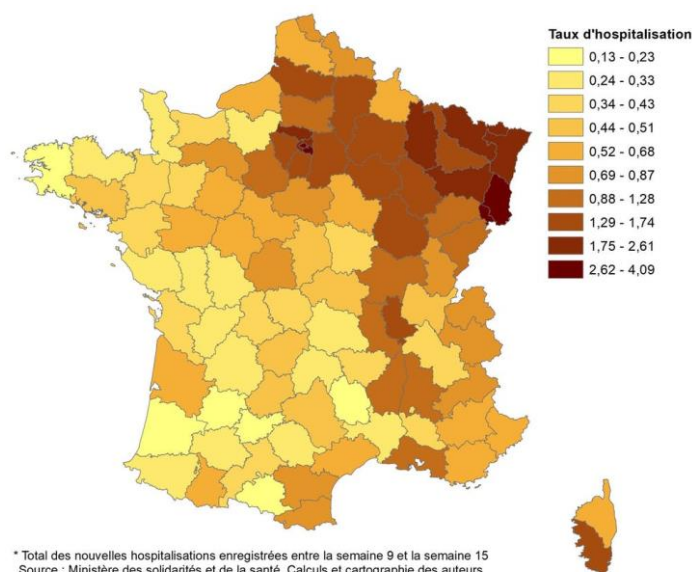 Taux d'hospitalisation
0,13 - 0,23
0,24 - 0,33
0,34 - 0,43
0,44 - 0,51
0,52 - 0,68
0,69 - 0,87
0,88 - 1,28
1,29 - 1,74
1,75 - 2,61
2,62 - 4,09
* Total des nouvelles hospitalisations enregistrées entre la semaine 9 et la semaine 15
Source : Ministère des solidarités et de la santé. Calculs et cartographie des auteurs